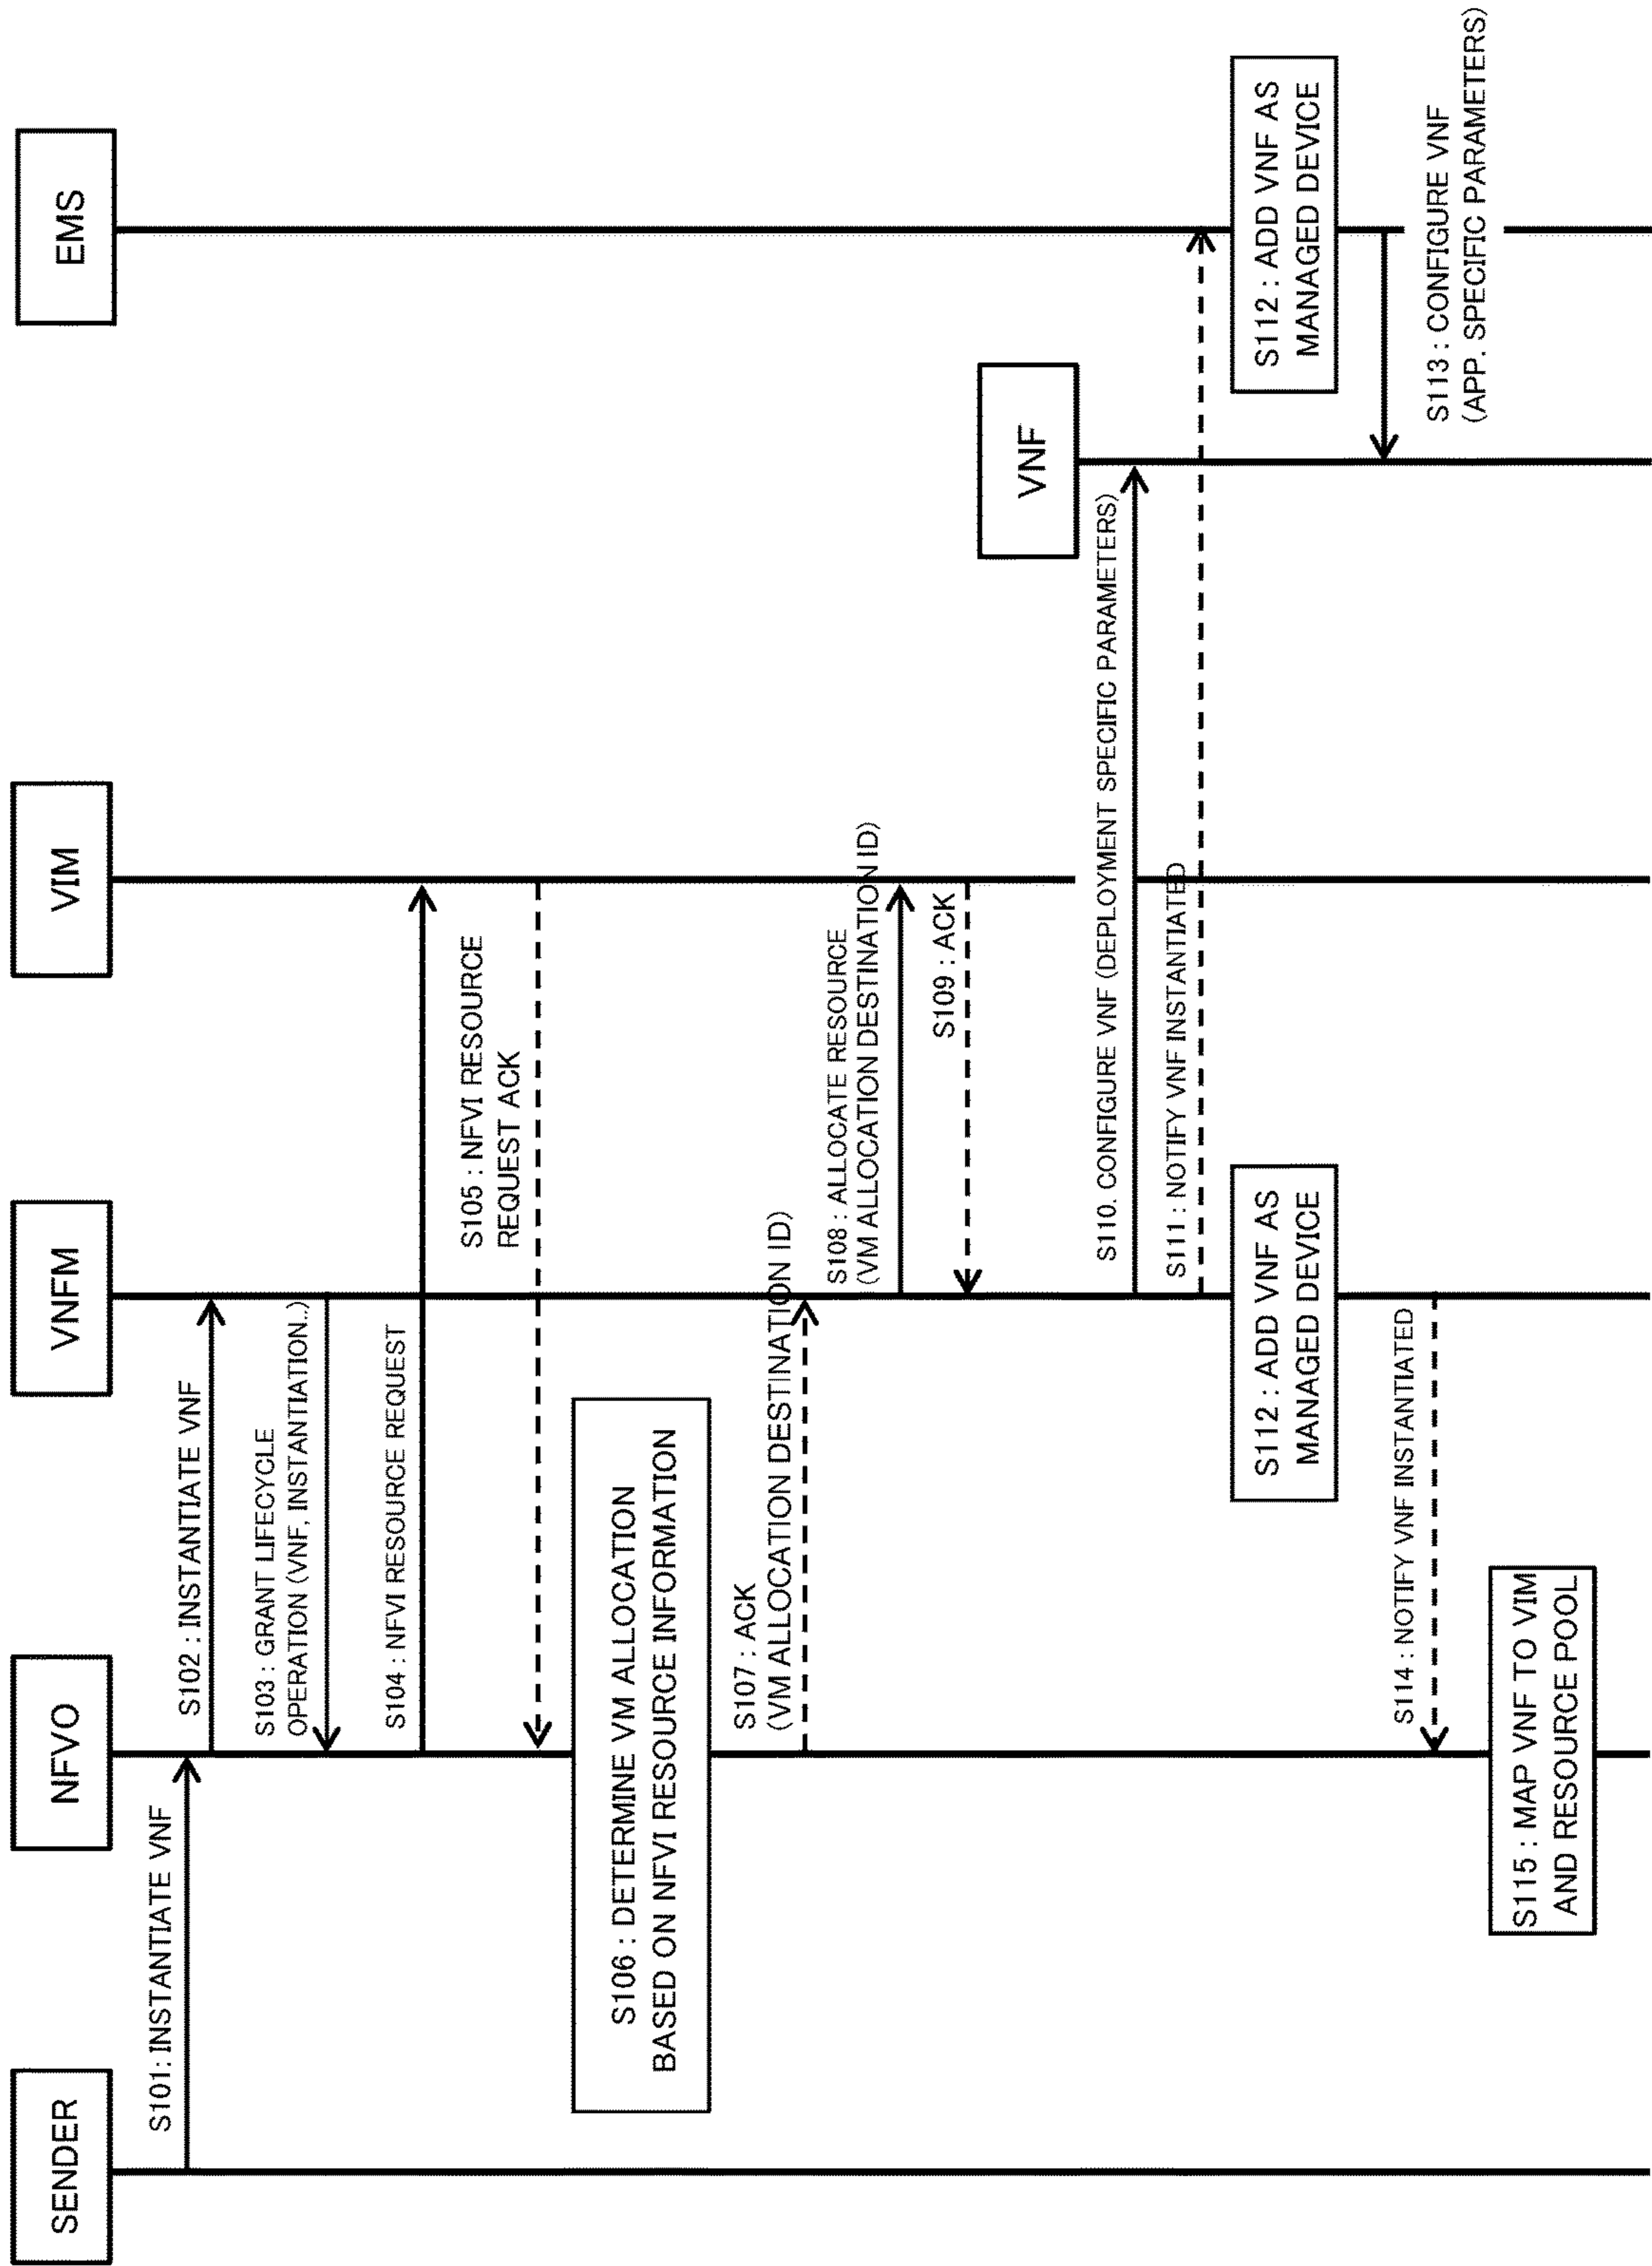 SENDER
NFVO
VNFM
VIM
EMS
S101: INSTANTIATE VNF
S102 : INSTANTIATE VNF
S103 : GRANT LIFECYCLE
OPERATION (VNF, INSTANTIATION..)
S104 : NFVI RESOURCE REQUEST
S105 : NFVI RESOURCE
REQUEST ACK
S106 : DETERMINE VM ALLOCATION
BASED ON NFVI RESOURCE INFORMATION
S107 : ACK
(VM ALLOCATION DESTINATION ID)
S108 : ALLOCATE RESOURCE
(VM ALLOCATION DESTINATION ID)
S109 : ACK
VNF
S110. CONFIGURE VNF (DEPLOYMENT SPECIFIC PARAMETERS)
S111 : NOTIFY VNF INSTANTIATED
S112 : ADD VNF AS
MANAGED DEVICE
S112 : ADD VNF AS
MANAGED DEVICE
S113 : CONFIGURE VNF
(APP. SPECIFIC PARAMETERS)
S114 : NOTIFY VNF INSTANTIATED
S115 : MAP VNF TO VIM
AND RESOURCE POOL